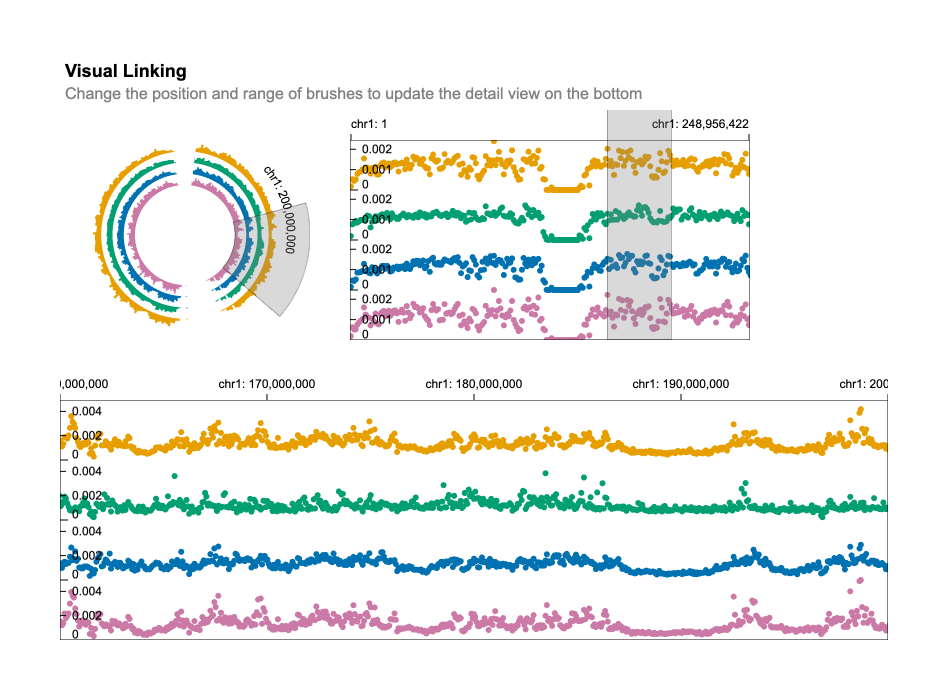 Visual Linking
Change the position and range of brushes to update the detail view on the bottom
chr1: 1
chr1: 248,956,422
chr1: 200,000,000
0.002
0.001
0
0.002
0.001
0
0.002
0.001
0
0.002
0.001
0
0,000,000
chr1: 170,000,000
chr1: 180,000,000
chr1: 190,000,000
chr1: 200
0.004
0.002
0
0.004
0.002
0
0.004
0.002
0
0.004
0.002
0